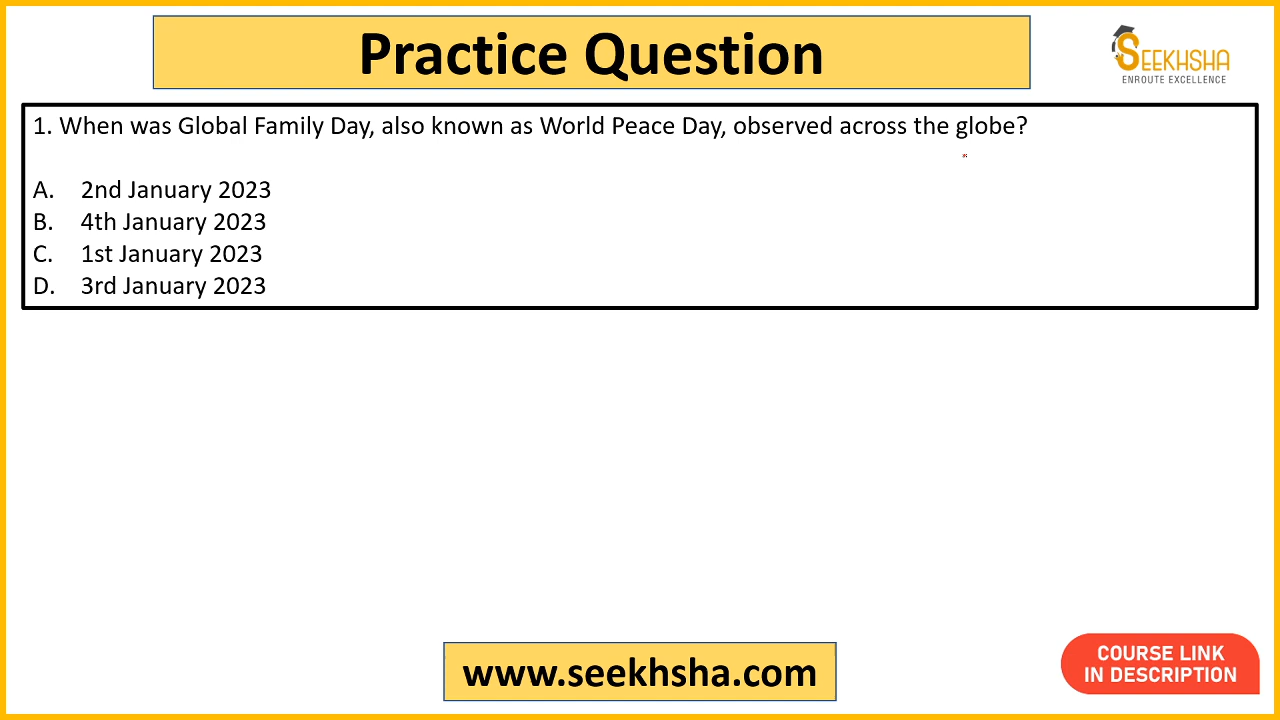 Practice Question
SEEKHSHA
ENROUTE EXCELLENCE
1. When was Global Family Day, also known as World Peace Day, observed across the globe?
A. 2nd January 2023
B. 4th January 2023
C. 1st January 2023
D. 3rd January 2023
www.seekhsha.com
COURSE LINK
IN DESCRIPTION